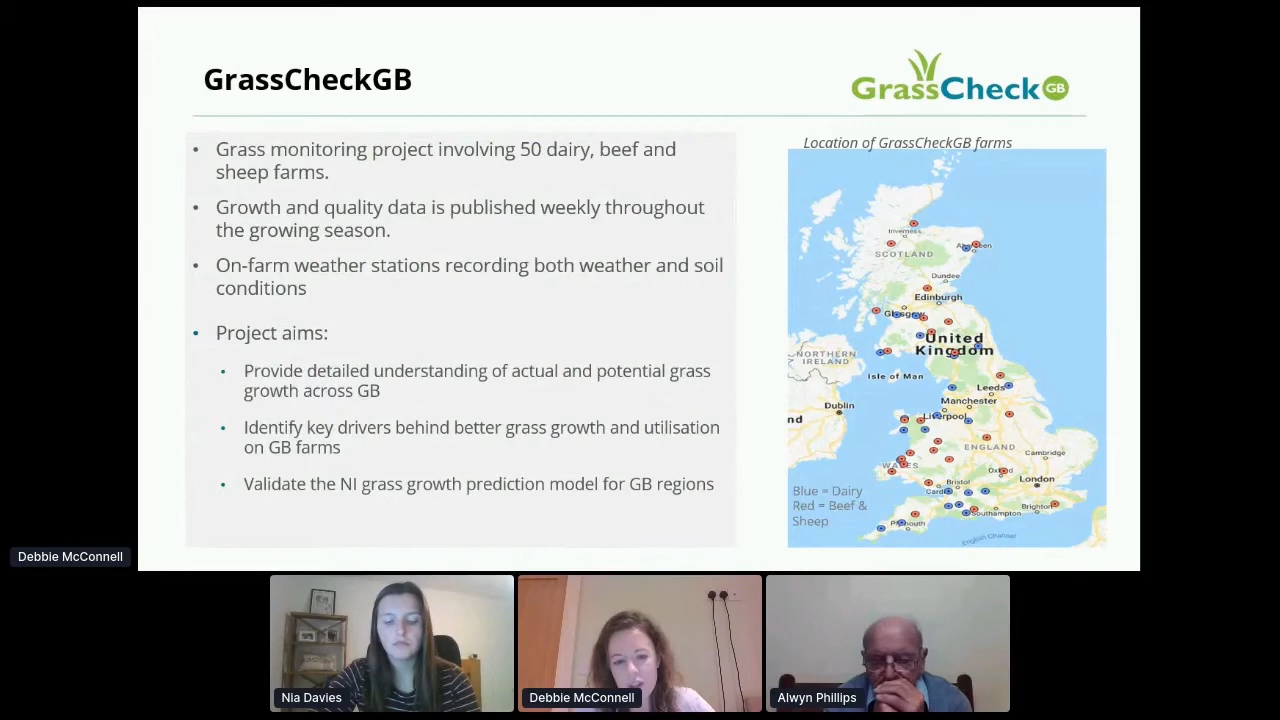 GrassCheckGB
GrassCheck GB
• Grass monitoring project involving 50 dairy, beef and
sheep farms.
• Growth and quality data is published weekly throughout
the growing season.
• On-farm weather stations recording both weather and soil
conditions
• Project aims:
• Provide detailed understanding of actual and potential grass
growth across GB
• Identify key drivers behind better grass growth and utilisation
on GB farms
• Validate the NI grass growth prediction model for GB regions
Location of GrassCheckGB farms
Inverness
Aberdeen
SCOTLAND
Dundee
Edinburgh
Glasgow
United
Kingdom
NORTHERN
IRELAND
Isle of Man
Leeds
Manchester
Dublin
Liverpool
nd
ENGLAND
Cambridge
WALES
Oxford
London
Bristol
Card
Brighton
Southampton
Plymouth
English Channel
Blue = Dairy
Red = Beef &
Sheep
Debbie McConnell
Nia Davies
Debbie McConnell
Alwyn Phillips